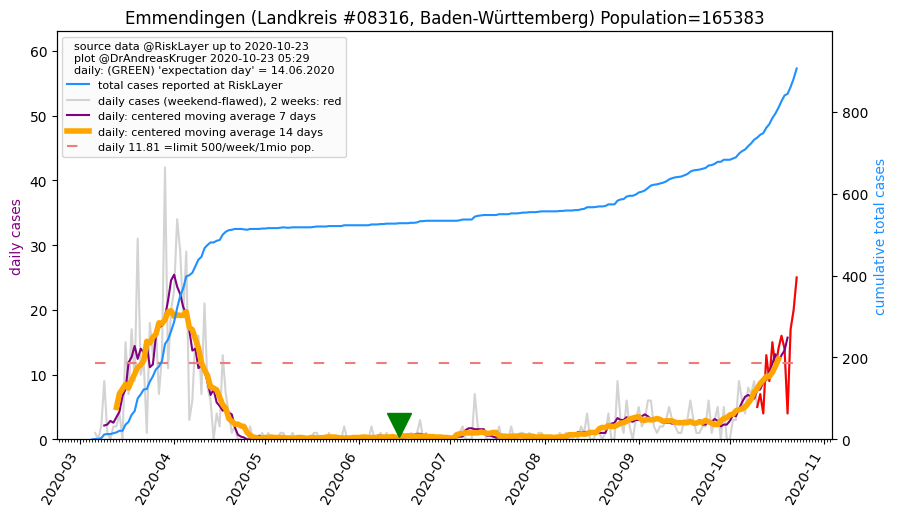 Emmendingen (Landkreis #08316, Baden-Württemberg) Population=165383
source data @RiskLayer up to 2020-10-23
plot @DrAndreasKruger 2020-10-23 05:29
daily: (GREEN) 'expectation day' = 14.06.2020
total cases reported at RiskLayer
daily cases (weekend-flawed), 2 weeks: red
daily: centered moving average 7 days
daily: centered moving average 14 days
daily 11.81 =limit 500/week/1mio pop.
daily cases
60
50
40
30
20
10
0
cumulative total cases
800
600
400
200
0
2020-03
2020-04
2020-05
2020-06
2020-07
2020-08
2020-09
2020-10
2020-11